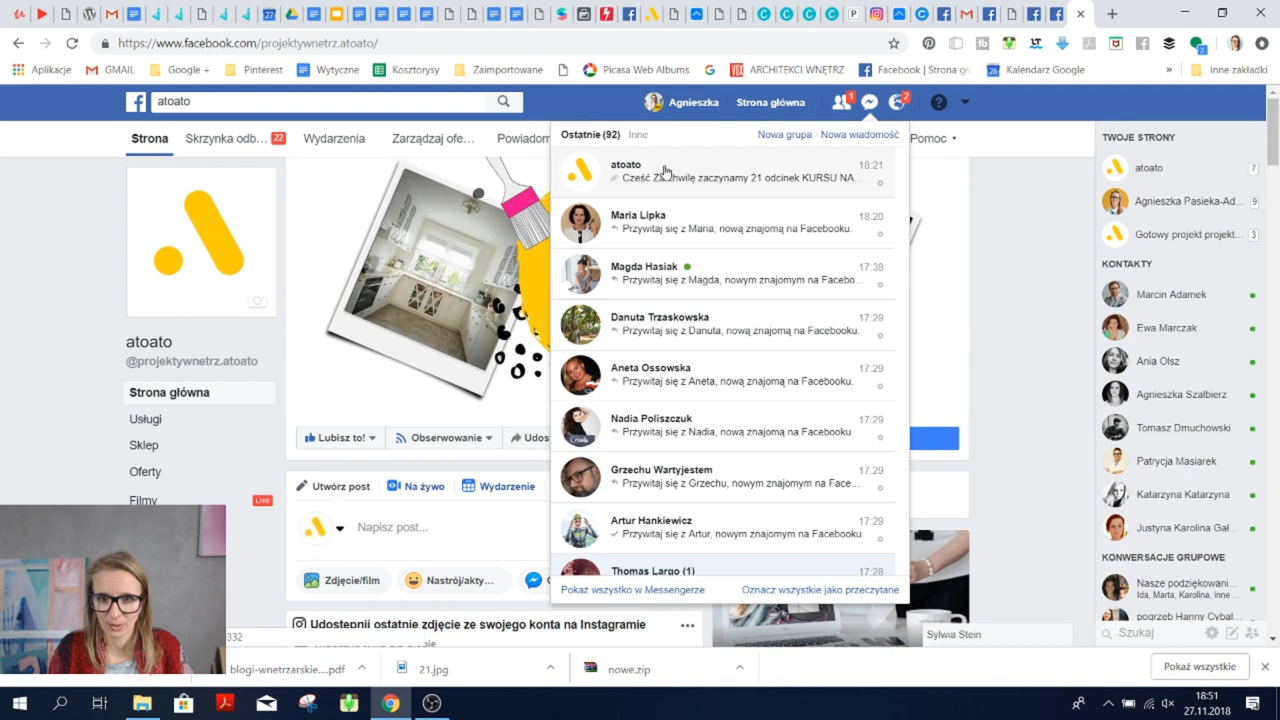 https://www.facebook.com/projektywnetrz.atoato/
Aplikacje
GMAIL
Google +
Pinterest
Wytyczne
Kosztorysy
Zaimportowane
Picasa Web Albums
ARCHITEKCI WNĘTRZ
Facebook | Strona gł
Kalendarz Google
»
Inne zakładki
atoato
Agnieszka
Strona główna
1
2
Strona
Skrzynka odb...
22
Wydarzenia
Zarządzaj ofe...
Powiadom
Pomoc
Ostatnie (92)
Inne
Nowa grupa · Nowa wiadomość
atoato
18:21
Cześć Za chwilę zaczynamy 21 odcinek KURSU NA...
Maria Lipka
18:20
Przywitaj się z Maria, nową znajomą na Facebooku.
Magda Hasiak
17:38
Przywitaj się z Magda, nowym znajomym na Facebo...
Danuta Trzaskowska
17:29
Przywitaj się z Danuta, nową znajomą na Facebooku.
Aneta Ossowska
17:29
Przywitaj się z Aneta, nową znajomą na Facebooku.
Nadia Poliszczuk
17:29
Przywitaj się z Nadia, nową znajomą na Facebooku.
Grzechu Wartyjestem
17:29
Przywitaj się z Grzechu, nowym znajomym na Face...
Artur Hankiewicz
17:29
Przywitaj się z Artur, nowym znajomym na Facebooku.
Thomas Largo (1)
17:28
Pokaż wszystko w Messengerze
Oznacz wszystkie jako przeczytane
atoato
@projektywnetrz.atoato
Strona główna
Usługi
Sklep
Oferty
Filmy
LIVE
Lubisz to!
Obserwowanie
Udos
Utwórz post
Na żywo
Wydarzenie
Napisz post...
Zdjęcie/film
Nastrój/akty...
Udostępnij ostatnie zdjęcie ze swojego konta na Instagramie
TWOJE STRONY
atoato
7
Agnieszka Pasieka-Ad...
9
Gotowy projekt projekt...
3
KONTAKTY
Marcin Adamek
Ewa Marczak
Ania Olsz
Agnieszka Szalbierz
Tomasz Dmuchowski
Patrycja Masiarek
Katarzyna Katarzyna
Justyna Karolina Gał...
KONWERSACJE GRUPOWE
Nasze podziękowani...
Ida, Marta, Karolina, inne ...
pogrzeb Hanny Cybal...
Szukaj
Sylwia Stein
332
blogi-wnetrzarskie....pdf
21.jpg
nowe.zip
Pokaż wszystkie
18:51
27.11.2018